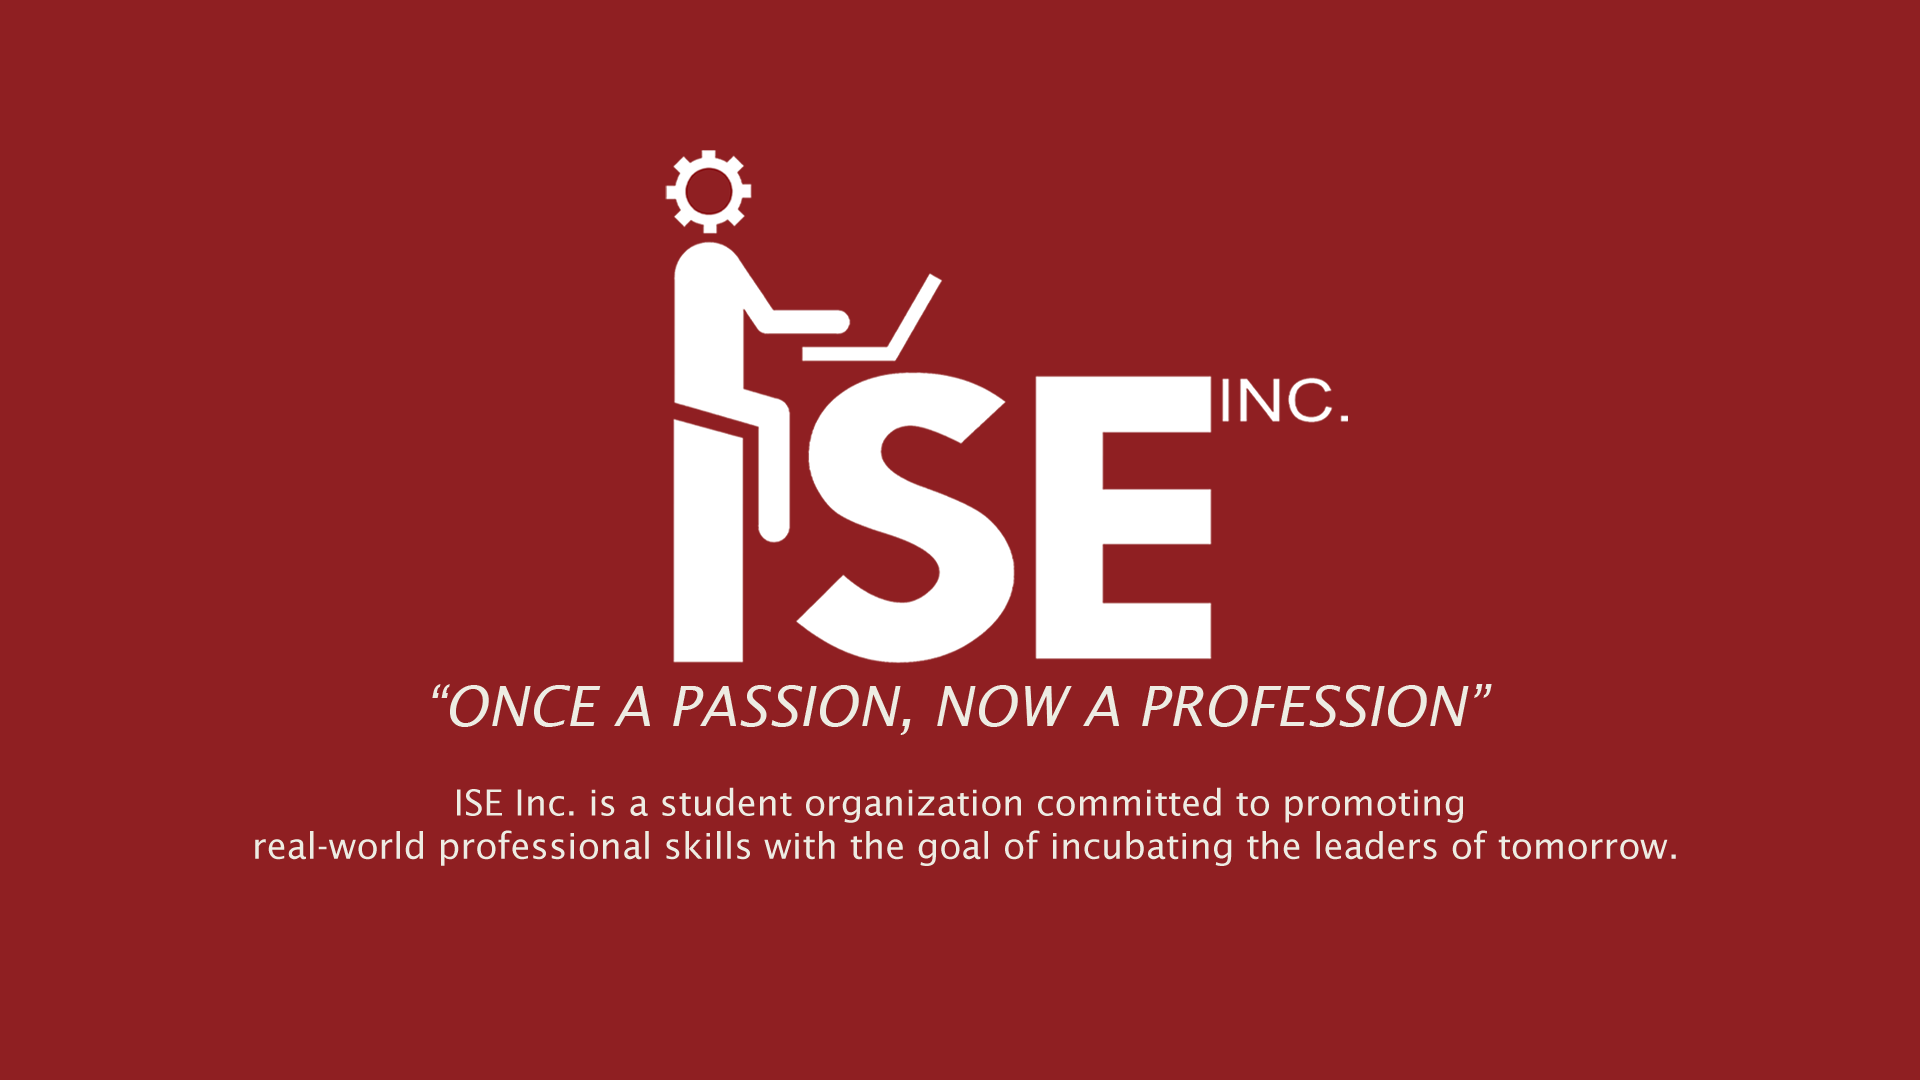 ISE INC.
“ONCE A PASSION, NOW A PROFESSION”
ISE Inc. is a student organization committed to promoting
real-world professional skills with the goal of incubating the leaders of tomorrow.